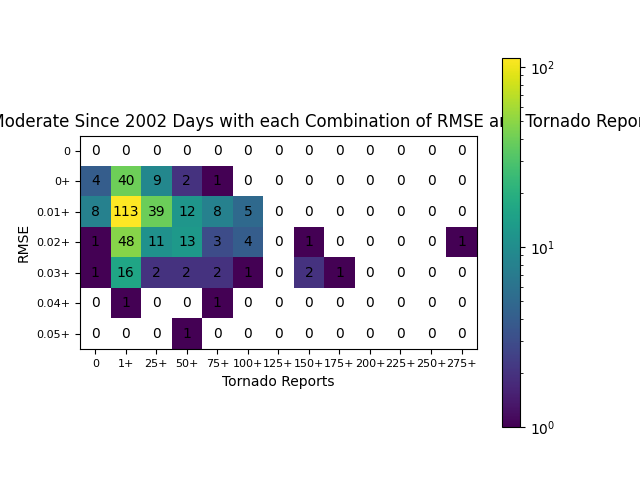 Moderate Since 2002 Days with each Combination of RMSE and Tornado Repor
0 0 0 0 0 0 0 0 0 0 0 0 0 0
0+ 4 40 9 2 1 0 0 0 0 0 0 0 0
0.01+ 8 113 39 12 8 5 0 0 0 0 0 0 0
0.02+ 1 48 11 13 3 4 0 1 0 0 0 0 1
0.03+ 1 16 2 2 2 1 0 2 1 0 0 0 0
0.04+ 0 1 0 0 1 0 0 0 0 0 0 0 0
0.05+ 0 0 0 1 0 0 0 0 0 0 0 0 0
0 1+ 25+ 50+ 75+ 100+ 125+ 150+ 175+ 200+ 225+ 250+ 275+
Tornado Reports
RMSE
10²
10¹
10⁰